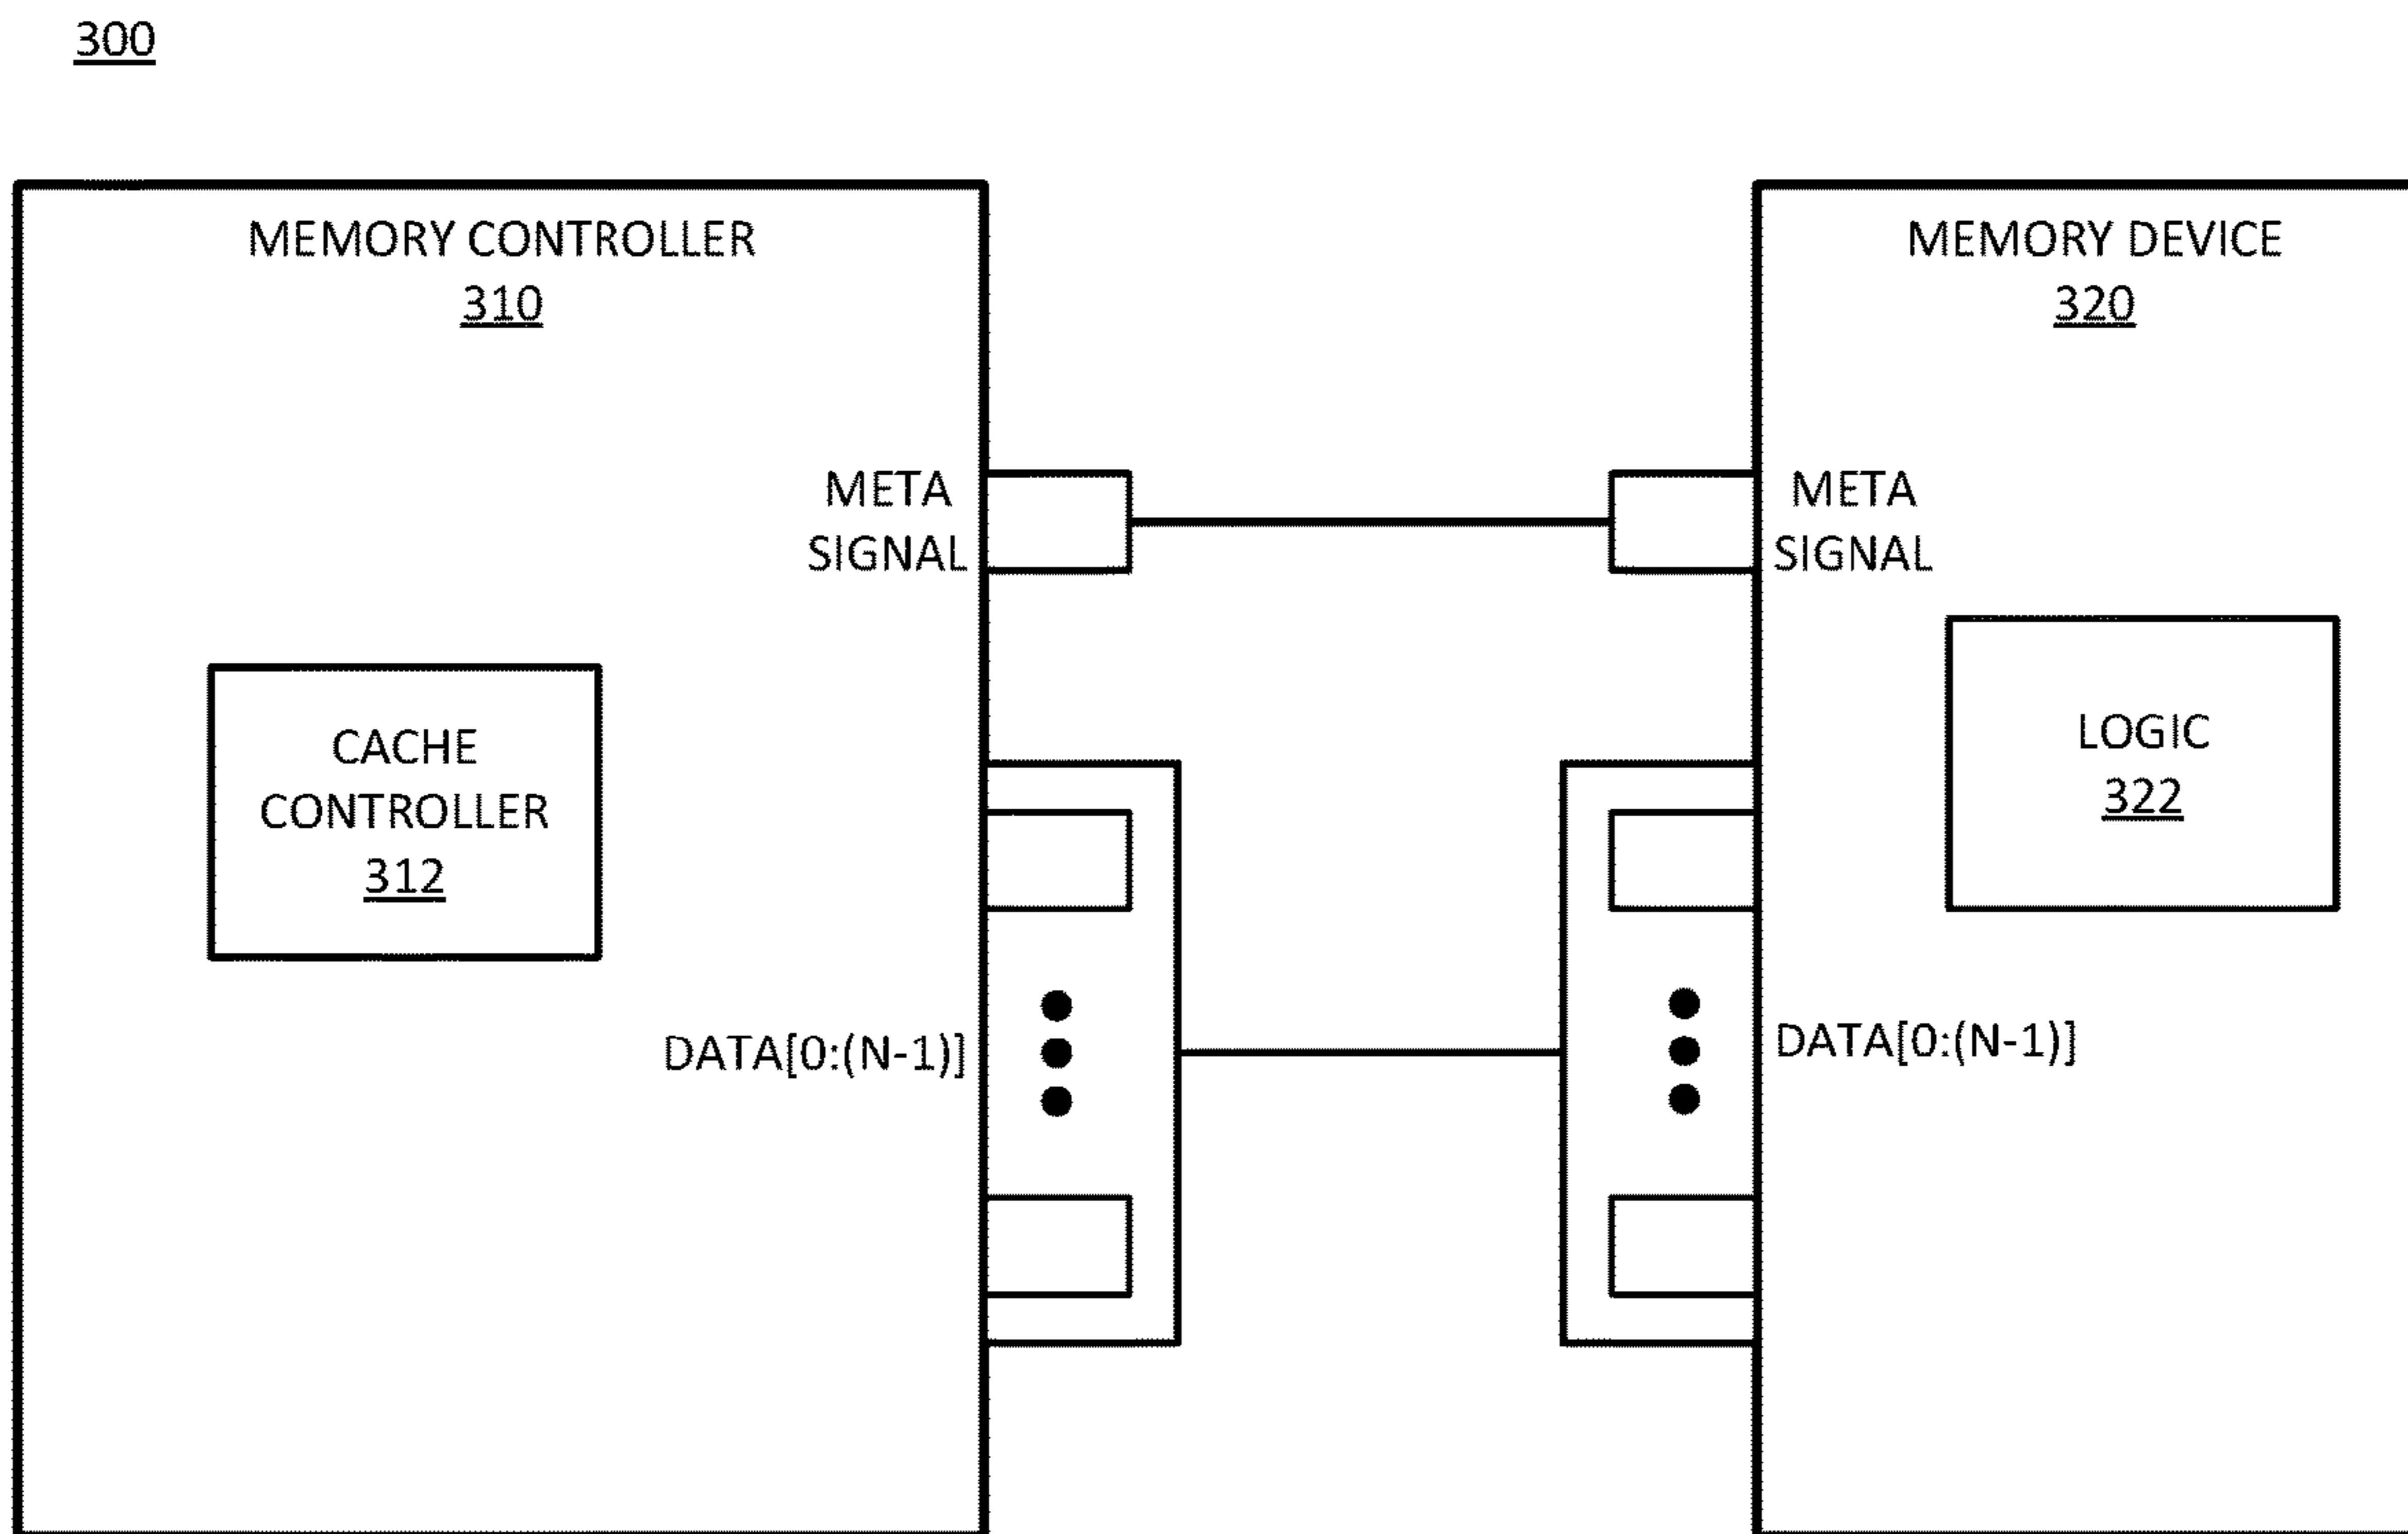 300
MEMORY CONTROLLER
310
MEMORY DEVICE
320
META
SIGNAL
META
SIGNAL
CACHE
CONTROLLER
312
LOGIC
322
DATA[0:(N-1)]
DATA[0:(N-1)]